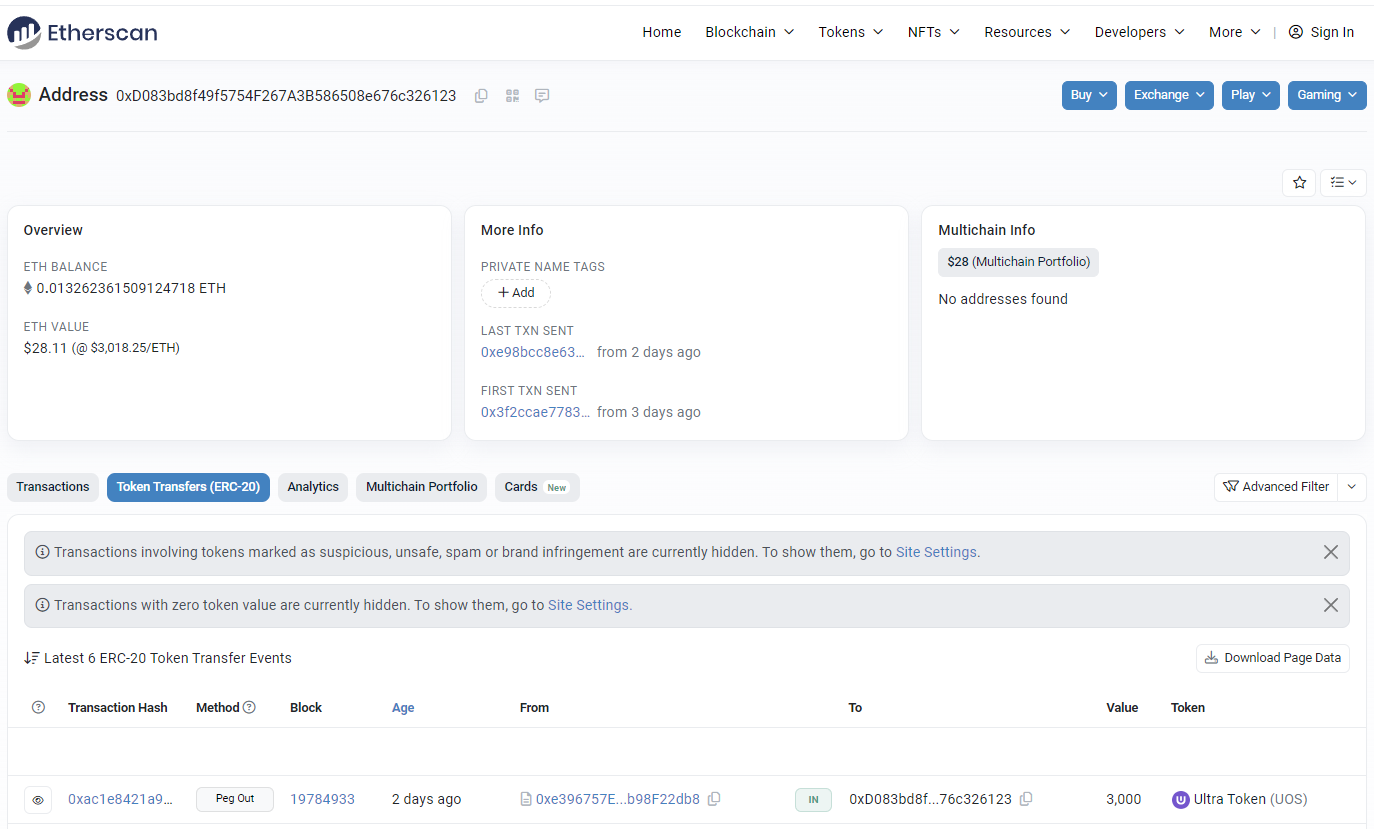 Etherscan
Home Blockchain Tokens NFTs Resources Developers More | Sign In
Address 0xD083bd8f49f5754F267A3B586508e676c326123
Buy Exchange Play Gaming
Overview
ETH BALANCE
0.013262361509124718 ETH
ETH VALUE
$28.11 (@ $3,018.25/ETH)
More Info
PRIVATE NAME TAGS
+ Add
LAST TXN SENT
0xe98bcc8e63... from 2 days ago
FIRST TXN SENT
0x3f2ccae7783... from 3 days ago
Multichain Info
$28 (Multichain Portfolio)
No addresses found
Transactions Token Transfers (ERC-20) Analytics Multichain Portfolio Cards New
Advanced Filter
Transactions involving tokens marked as suspicious, unsafe, spam or brand infringement are currently hidden. To show them, go to Site Settings.
Transactions with zero token value are currently hidden. To show them, go to Site Settings.
Latest 6 ERC-20 Token Transfer Events
Download Page Data
Transaction Hash Method Block Age From To Value Token
0xac1e8421a9... Peg Out 19784933 2 days ago 0xe396757E...b98F22db8 IN 0xD083bd8f...76c326123 3,000 Ultra Token (UOS)